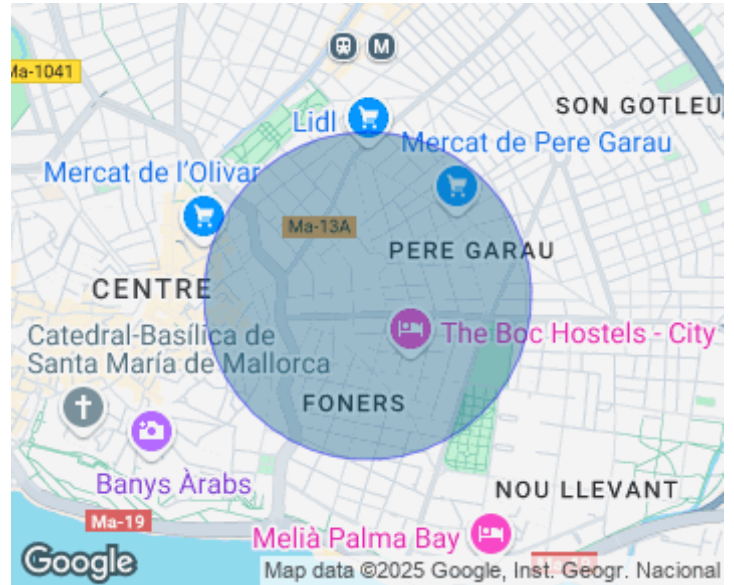 Ma-1041
M
SON GOTLEU
Lidl
Mercat de Pere Garau
Mercat de l'Olivar
Ma-13A
PERE GARAU
CENTRE
The Boc Hostels - City
Catedral-Basílica de
Santa María de Mallorca
FONERS
Banys Àrabs
NOU LLEVANT
Ma-19
Melià Palma Bay
Google
Map data ©2025 Google, Inst. Geogr. Nacional